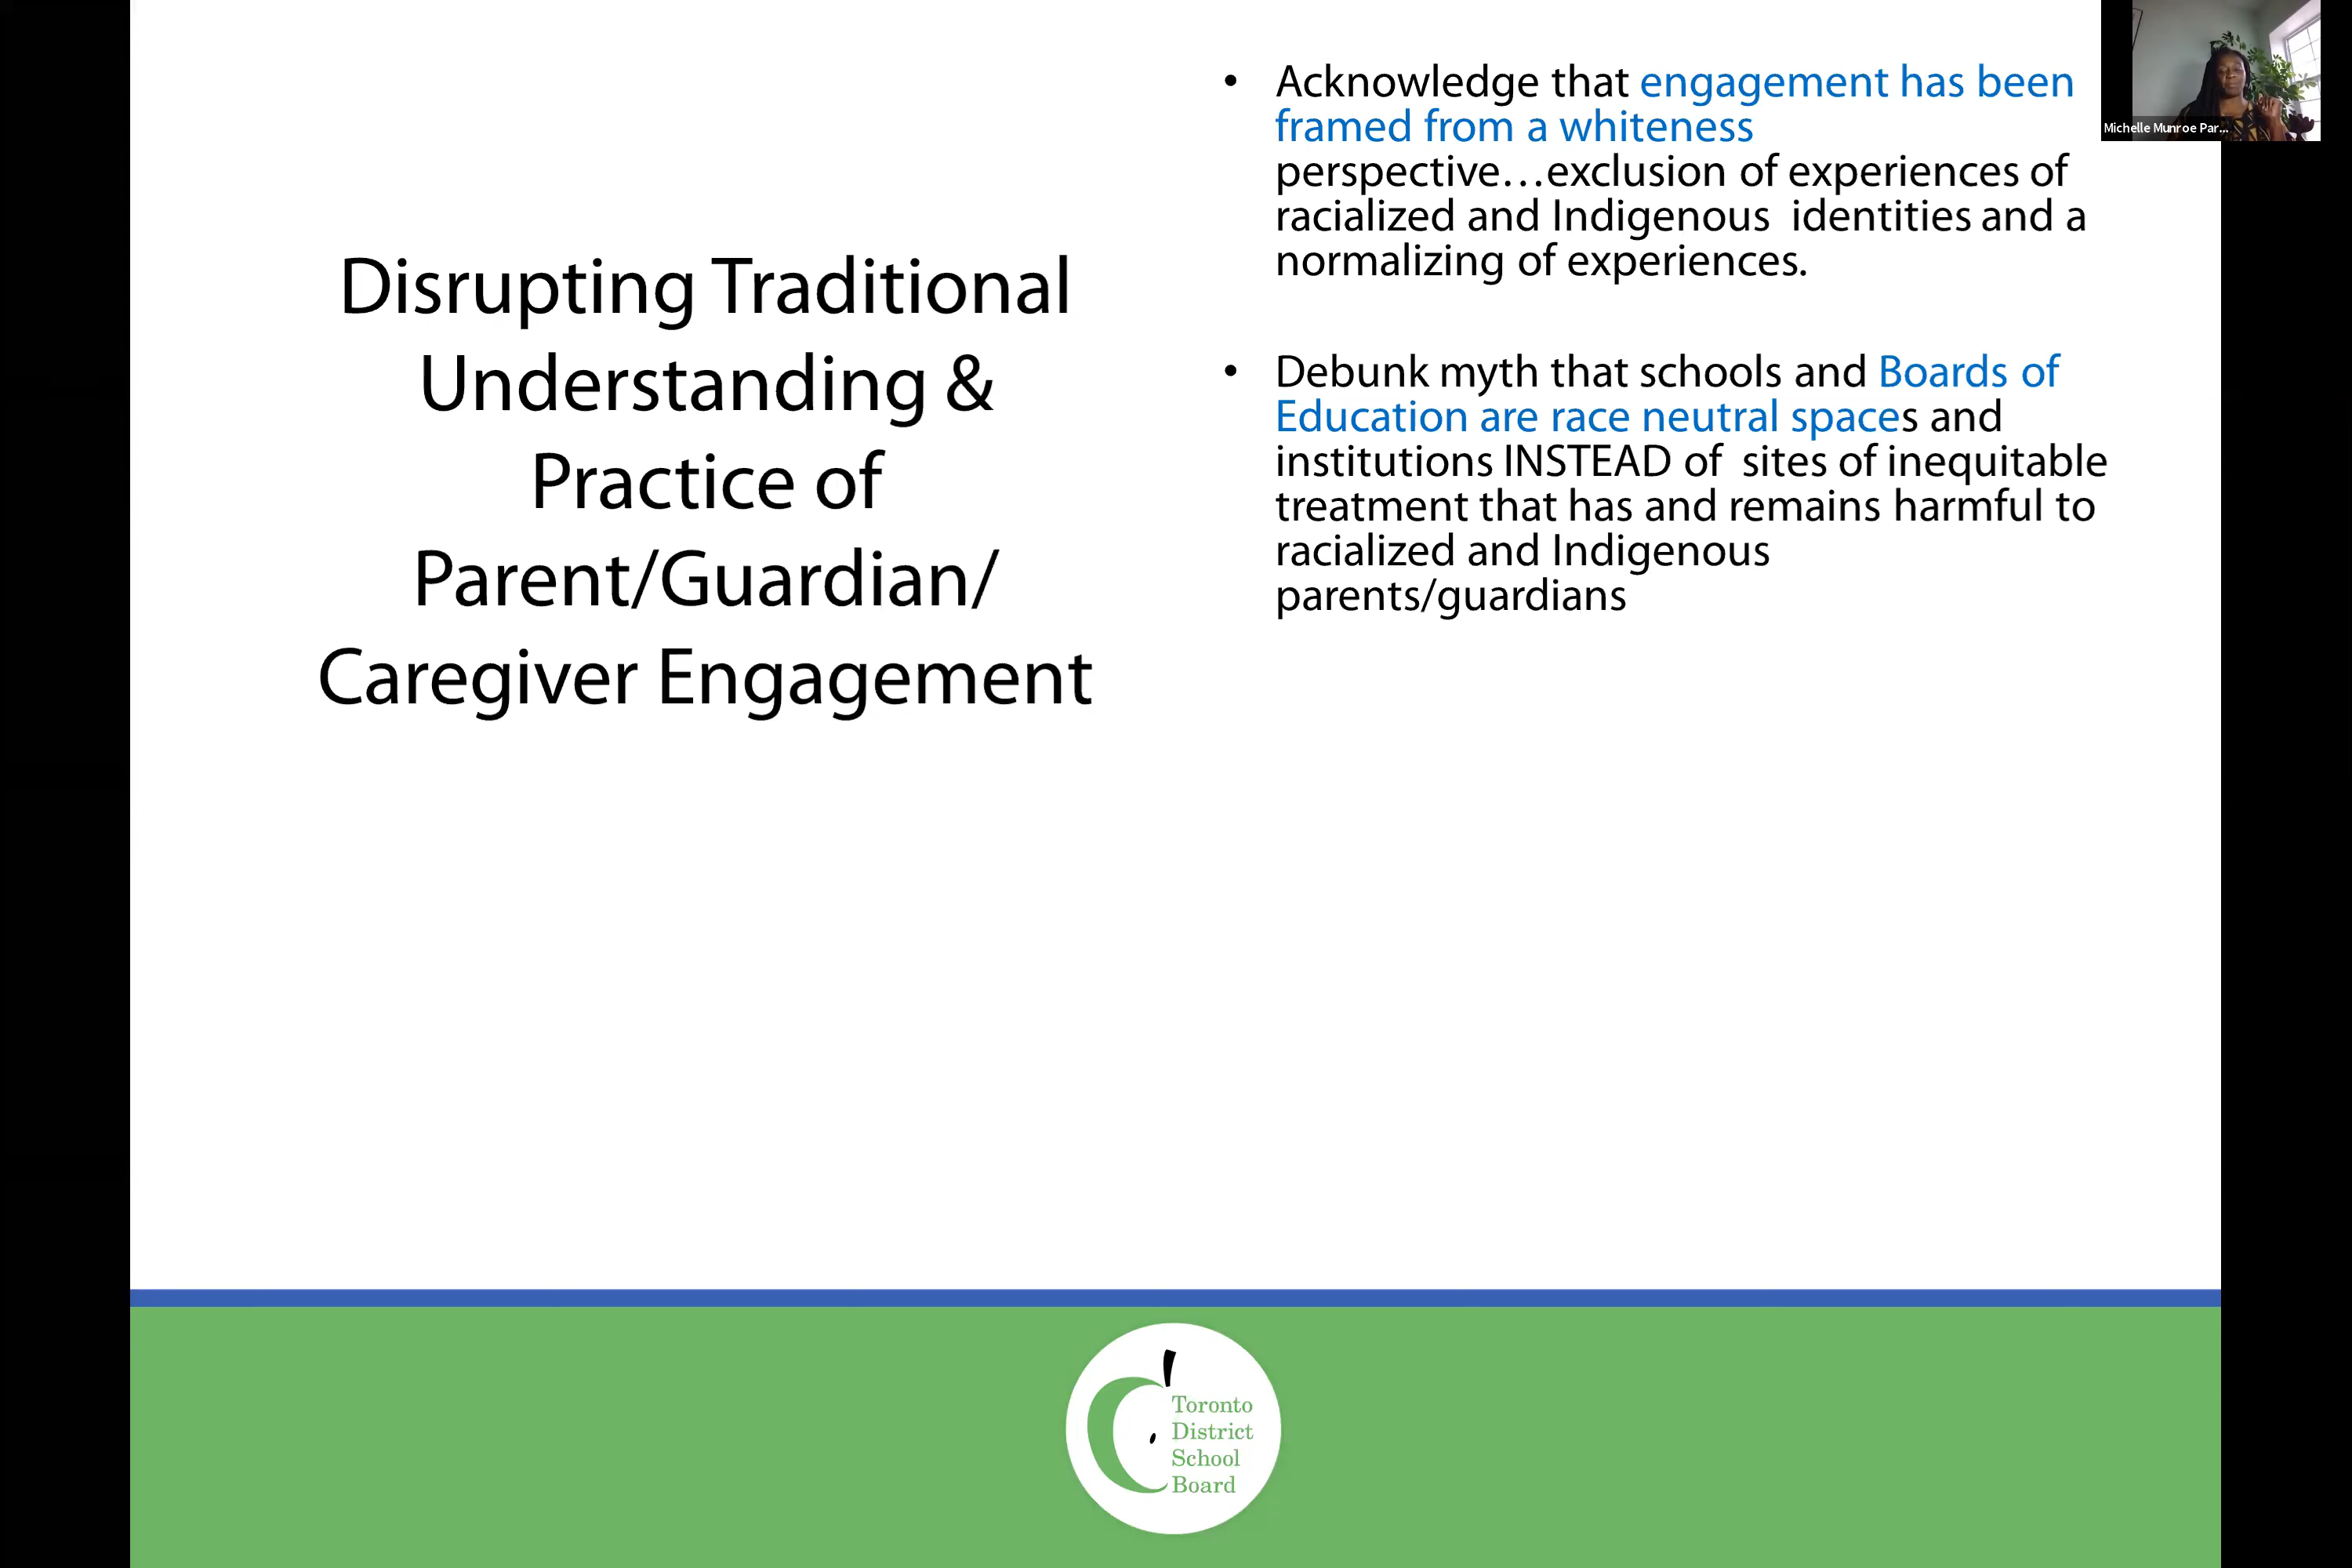 Disrupting Traditional
Understanding &
Practice of
Parent/Guardian/
Caregiver Engagement
• Acknowledge that engagement has been
framed from a whiteness
perspective…exclusion of experiences of
racialized and Indigenous  identities and a
normalizing of experiences.
• Debunk myth that schools and Boards of
Education are race neutral spaces and
institutions INSTEAD of  sites of inequitable
treatment that has and remains harmful to
racialized and Indigenous
parents/guardians
Michelle Munroe Par...
Toronto
District
School
Board